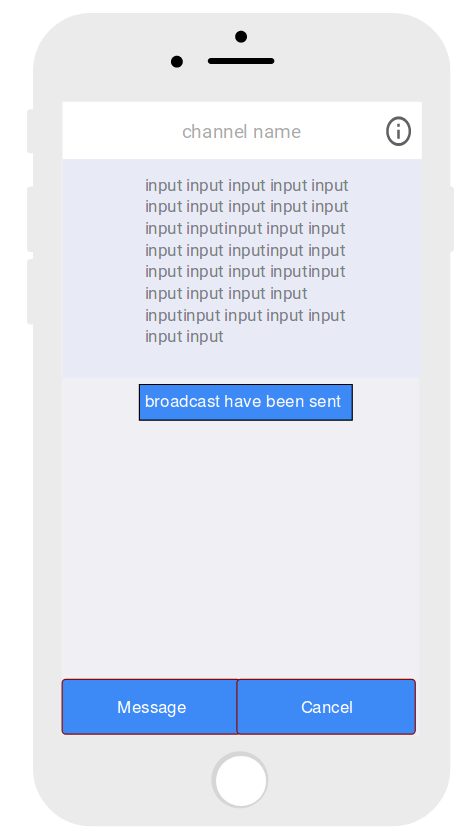 channel name
input input input input input
input input input input input
input inputinput input input
input input inputinput input
input input input inputinput
input input input input
inputinput input input input
input input
broadcast have been sent
Message
Cancel